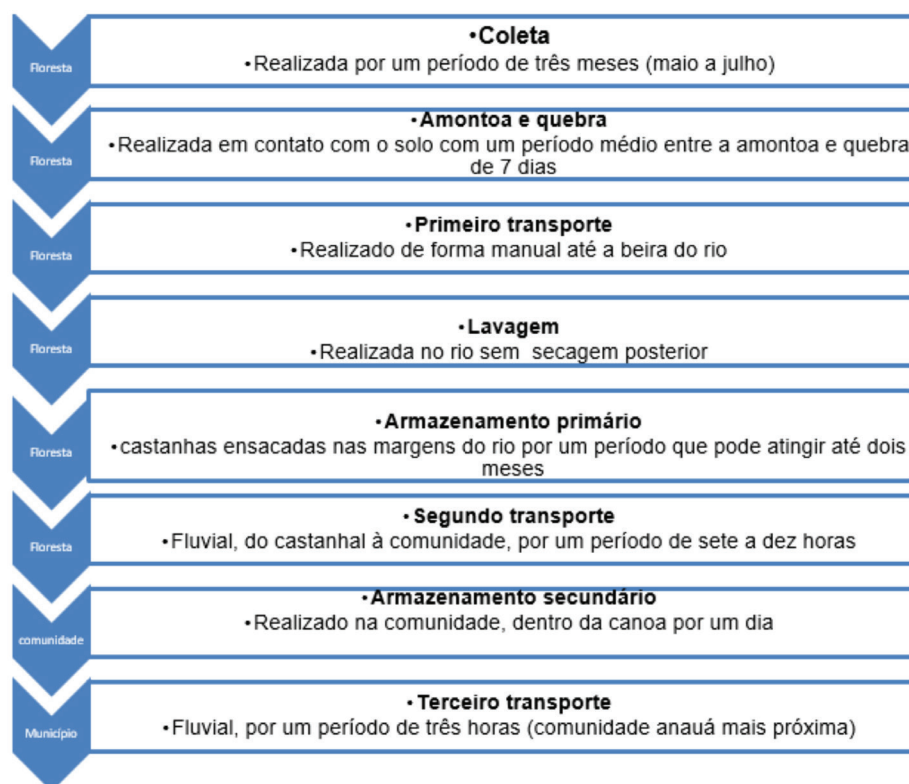 •Coleta
Floresta
•Realizada por um período de três meses (maio a julho)
•Amontoa e quebra
Floresta
•Realizada em contato com o solo com um período médio entre a amontoa e quebra
de 7 dias
•Primeiro transporte
Floresta
•Realizado de forma manual até a beira do rio
•Lavagem
Floresta
•Realizada no rio sem secagem posterior
•Armazenamento primário
Floresta
•castanhas ensacadas nas margens do rio por um período que pode atingir até dois
meses
•Segundo transporte
Floresta
•Fluvial, do castanhal à comunidade, por um período de sete a dez horas
•Armazenamento secundário
comunidade
•Realizado na comunidade, dentro da canoa por um dia
•Terceiro transporte
Município
•Fluvial, por um período de três horas (comunidade anauá mais próxima)